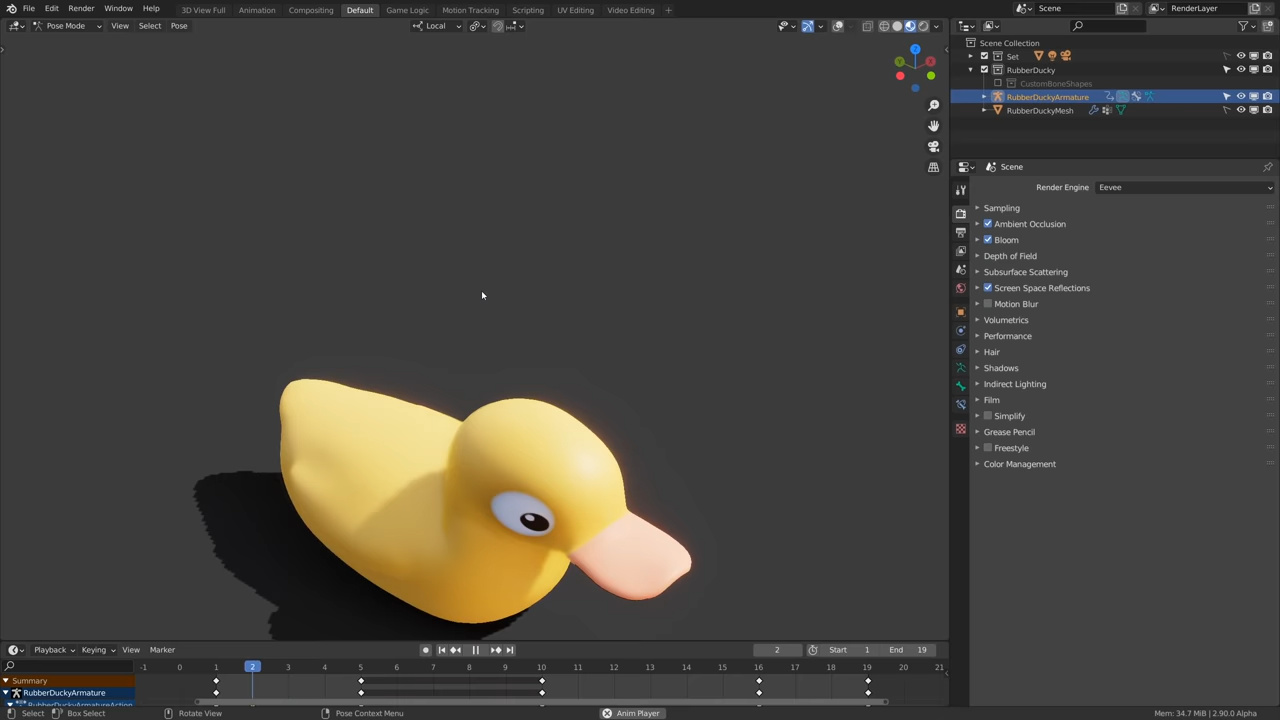 File Edit Render Window Help 3D View Full Animation Compositing Default Game Logic Motion Tracking Scripting UV Editing Video Editing + Scene RenderLayer
Pose Mode View Select Pose Local
Scene Collection
Set
RubberDucky
CustomBoneShapes
RubberDuckyArmature
RubberDuckyMesh
Z
Y
X
Scene
Render Engine Eevee
Sampling
Ambient Occlusion
Bloom
Depth of Field
Subsurface Scattering
Screen Space Reflections
Motion Blur
Volumetrics
Performance
Hair
Shadows
Indirect Lighting
Film
Simplify
Grease Pencil
Freestyle
Color Management
Playback Keying View Marker 2 Start 1 End 19
-1 0 1 2 3 4 5 6 7 8 9 10 11 12 13 14 15 16 17 18 19 20 21
Summary
RubberDuckyArmature
RubberDuckyArmatureAction
Select Box Select Rotate View Pose Context Menu Anim Player Mem: 34.7 MiB | 2.90.0 Alpha